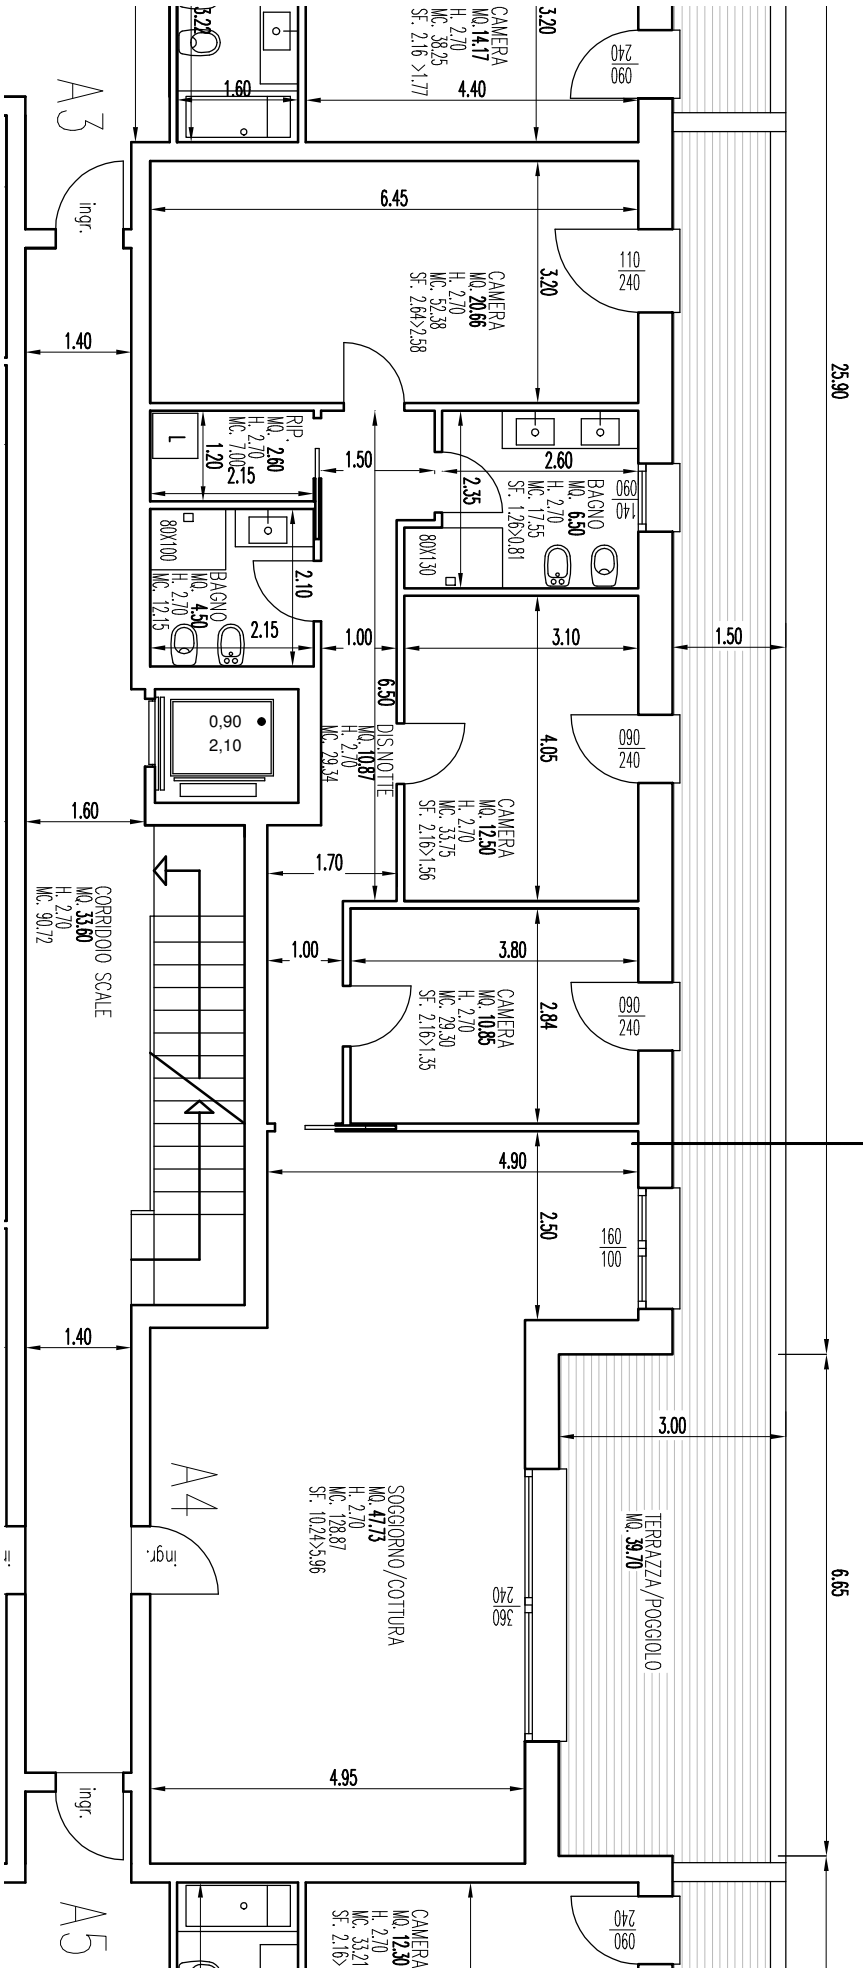 3.22
CAMERA
MQ. 14.17
H. 2.70
MC. 38.25
SF. 2.16 >1.77
3.20
090
240
1.60
4.40
A3
ingr.
6.45
3.20
110
240
CAMERA
MQ. 20.66
H. 2.70
MC. 52.38
SF. 2.64>2.58
1.40
25.90
RIP.
MQ. 2.60
H. 2.70
MC. 7.00
L
1.20
2.15
1.50
2.60
2.35
BAGNO
MQ. 6.50
H. 2.70
MC. 17.55
SF. 1.26>0.81
090
140
80X100
80X130
2.10
BAGNO
MQ. 4.50
H. 2.70
MC. 12.15
2.15
1.00
3.10
1.50
6.50
0,90
2,10
DIS.NOTTE
MQ. 10.87
H. 2.70
MC. 29.34
4.05
090
240
CAMERA
MQ. 12.50
H. 2.70
MC. 33.75
SF. 2.16>1.56
1.60
1.70
CORRIDOIO SCALE
MQ. 33.60
H. 2.70
MC. 90.72
1.00
3.80
CAMERA
MQ. 10.85
H. 2.70
MC. 29.30
SF. 2.16>1.35
2.84
090
240
4.90
2.50
160
100
1.40
3.00
A4
ingr.
SOGGIORNO/COTTURA
MQ. 47.73
H. 2.70
MC. 128.87
SF. 10.24>5.96
360
240
TERRAZZA/POGGIOLO
MQ. 39.70
6.65
4.95
ingr.
A5
CAMERA
MQ. 12.30
H. 2.70
MC. 33.21
SF. 2.16>
090
240